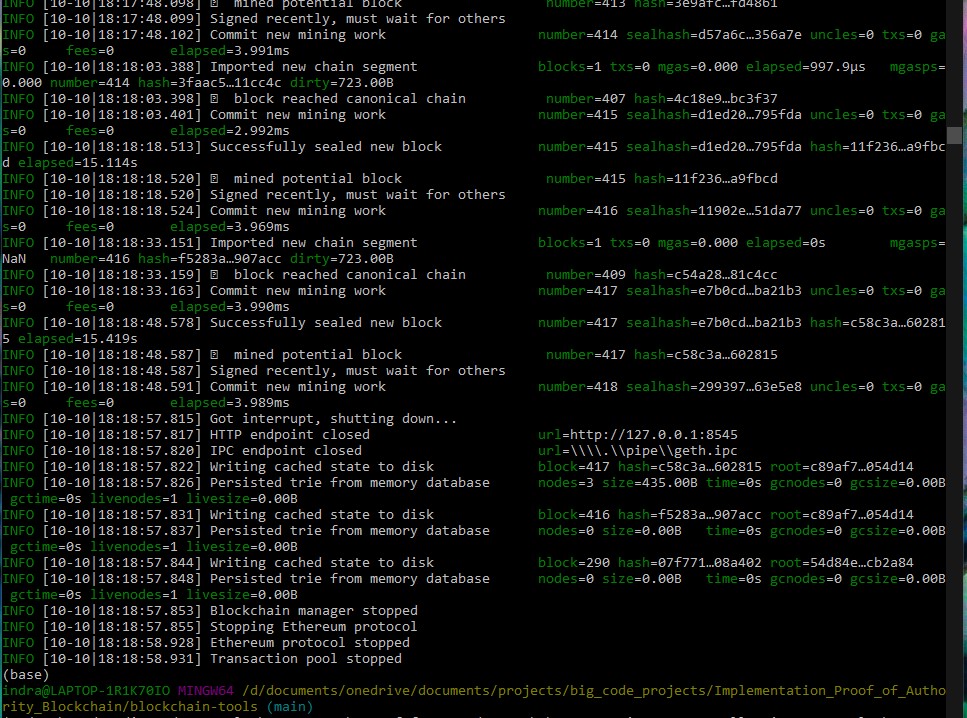 INFO [10-10|18:17:48.098] mined potential block number=413 hash=3e9afc…fd4861
INFO [10-10|18:17:48.099] Signed recently, must wait for others
INFO [10-10|18:17:48.102] Commit new mining work number=414 sealhash=d57a6c…356a7e uncles=0 txs=0 ga
s=0 fees=0 elapsed=3.991ms
INFO [10-10|18:18:03.388] Imported new chain segment blocks=1 txs=0 mgas=0.000 elapsed=997.9µs mgasps=
0.000 number=414 hash=3faac5…11cc4c dirty=723.00B
INFO [10-10|18:18:03.398] block reached canonical chain number=407 hash=4c18e9…bc3f37
INFO [10-10|18:18:03.401] Commit new mining work number=415 sealhash=d1ed20…795fda uncles=0 txs=0 ga
s=0 fees=0 elapsed=2.992ms
INFO [10-10|18:18:18.513] Successfully sealed new block number=415 sealhash=d1ed20…795fda hash=11f236…a9fbc
d elapsed=15.114s
INFO [10-10|18:18:18.520] mined potential block number=415 hash=11f236…a9fbcd
INFO [10-10|18:18:18.520] Signed recently, must wait for others
INFO [10-10|18:18:18.524] Commit new mining work number=416 sealhash=11902e…51da77 uncles=0 txs=0 ga
s=0 fees=0 elapsed=3.969ms
INFO [10-10|18:18:33.151] Imported new chain segment blocks=1 txs=0 mgas=0.000 elapsed=0s mgasps=
NaN number=416 hash=f5283a…907acc dirty=723.00B
INFO [10-10|18:18:33.159] block reached canonical chain number=409 hash=c54a28…81c4cc
INFO [10-10|18:18:33.163] Commit new mining work number=417 sealhash=e7b0cd…ba21b3 uncles=0 txs=0 ga
s=0 fees=0 elapsed=3.990ms
INFO [10-10|18:18:48.578] Successfully sealed new block number=417 sealhash=e7b0cd…ba21b3 hash=c58c3a…60281
5 elapsed=15.419s
INFO [10-10|18:18:48.587] mined potential block number=417 hash=c58c3a…602815
INFO [10-10|18:18:48.587] Signed recently, must wait for others
INFO [10-10|18:18:48.591] Commit new mining work number=418 sealhash=299397…63e5e8 uncles=0 txs=0 ga
s=0 fees=0 elapsed=3.989ms
INFO [10-10|18:18:57.815] Got interrupt, shutting down...
INFO [10-10|18:18:57.817] HTTP endpoint closed url=http://127.0.0.1:8545
INFO [10-10|18:18:57.820] IPC endpoint closed url=\\\\.\\pipe\\geth.ipc
INFO [10-10|18:18:57.822] Writing cached state to disk block=417 hash=c58c3a…602815 root=c89af7…054d14
INFO [10-10|18:18:57.826] Persisted trie from memory database nodes=3 size=435.00B time=0s gcnodes=0 gcsize=0.00B
gctime=0s livenodes=1 livesize=0.00B
INFO [10-10|18:18:57.831] Writing cached state to disk block=416 hash=f5283a…907acc root=c89af7…054d14
INFO [10-10|18:18:57.837] Persisted trie from memory database nodes=0 size=0.00B time=0s gcnodes=0 gcsize=0.00B
gctime=0s livenodes=1 livesize=0.00B
INFO [10-10|18:18:57.844] Writing cached state to disk block=290 hash=07f771…08a402 root=54d84e…cb2a84
INFO [10-10|18:18:57.848] Persisted trie from memory database nodes=0 size=0.00B time=0s gcnodes=0 gcsize=0.00B
gctime=0s livenodes=1 livesize=0.00B
INFO [10-10|18:18:57.853] Blockchain manager stopped
INFO [10-10|18:18:57.855] Stopping Ethereum protocol
INFO [10-10|18:18:58.928] Ethereum protocol stopped
INFO [10-10|18:18:58.931] Transaction pool stopped
(base)
indra@LAPTOP-1R1K70IO MINGW64 /d/documents/onedrive/documents/projects/big_code_projects/Implementation_Proof_of_Autho
rity_Blockchain/blockchain-tools (main)